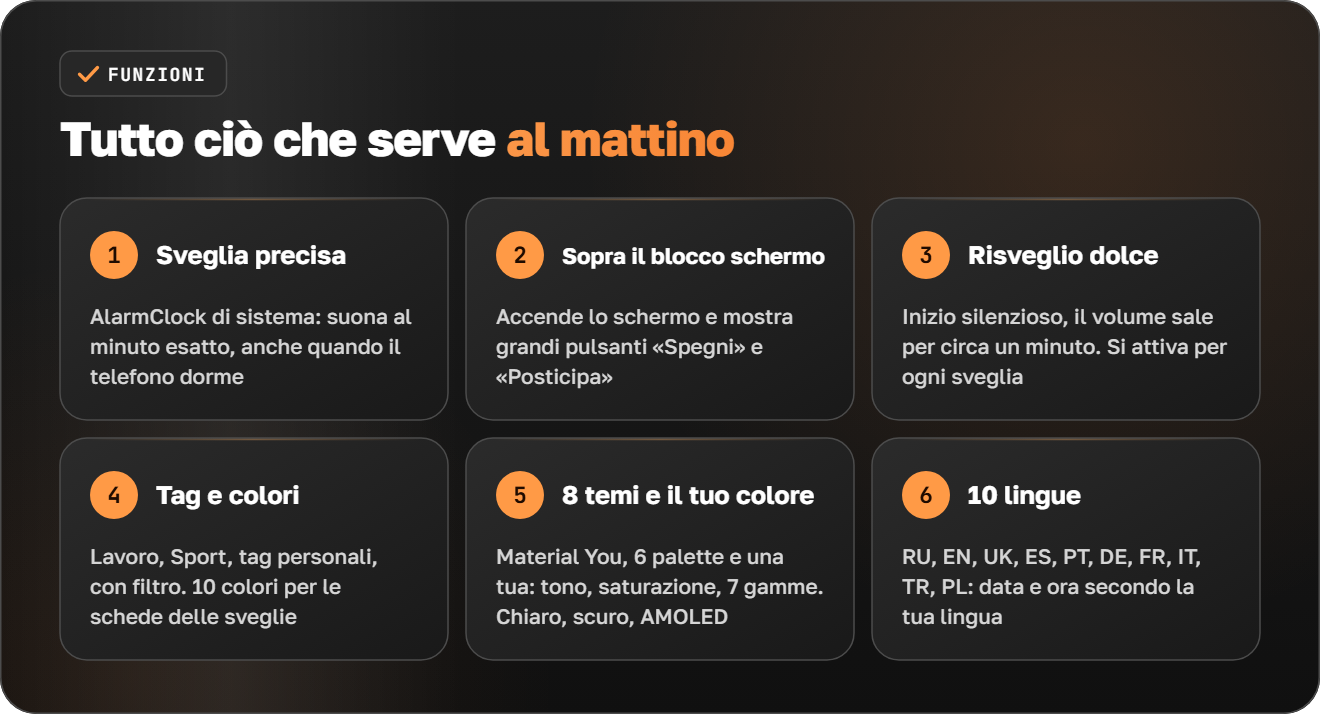 FUNZIONI
Tutto ciò che serve al mattino
1 Sveglia precisa
AlarmClock di sistema: suona al
minuto esatto, anche quando il
telefono dorme
2 Sopra il blocco schermo
Accende lo schermo e mostra
grandi pulsanti «Spegni» e
«Posticipa»
3 Risveglio dolce
Inizio silenzioso, il volume sale
per circa un minuto. Si attiva per
ogni sveglia
4 Tag e colori
Lavoro, Sport, tag personali,
con filtro. 10 colori per le
schede delle sveglie
5 8 temi e il tuo colore
Material You, 6 palette e una
tua: tono, saturazione, 7 gamme.
Chiaro, scuro, AMOLED
6 10 lingue
RU, EN, UK, ES, PT, DE, FR, IT,
TR, PL: data e ora secondo la
tua lingua